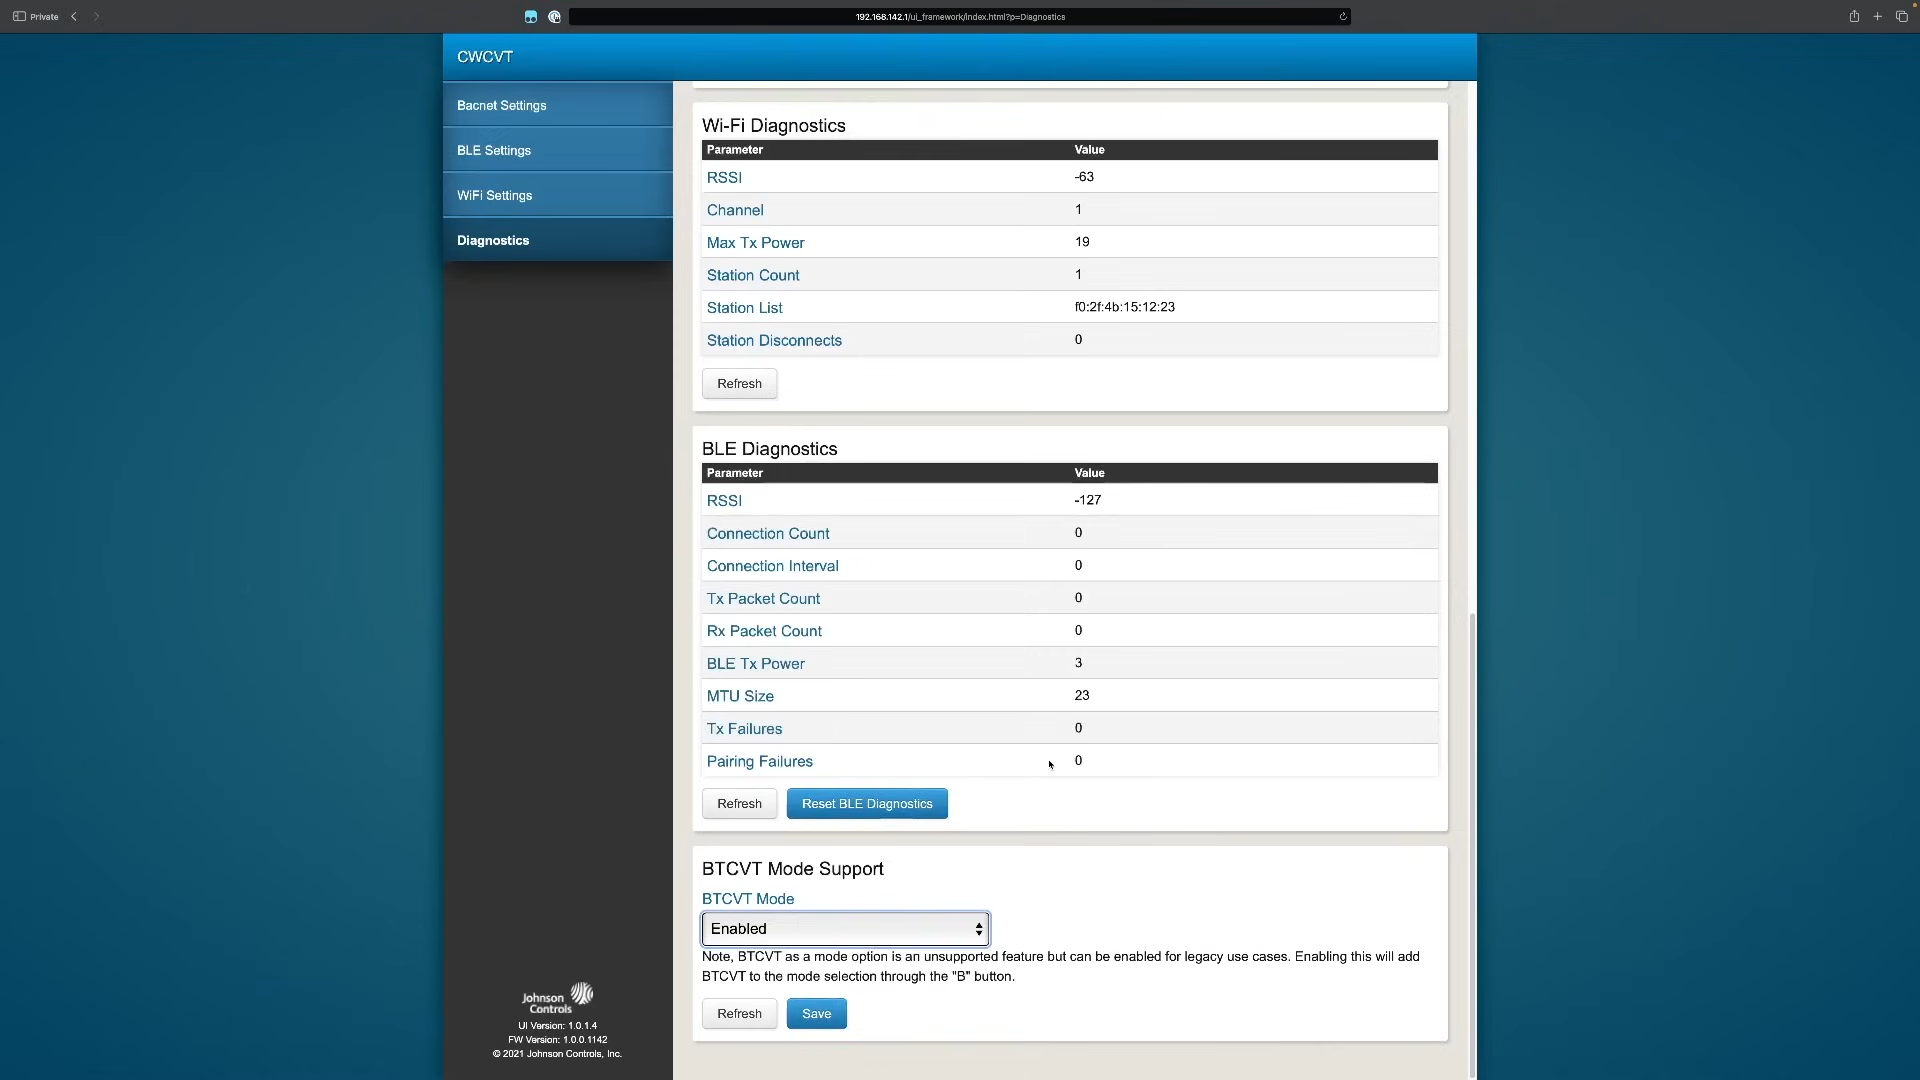 Private
192.168.142.1/ui_framework/index.html?p=Diagnostics
CWCVT
Bacnet Settings
BLE Settings
WiFi Settings
Diagnostics
Wi-Fi Diagnostics
Parameter Value
RSSI -63
Channel 1
Max Tx Power 19
Station Count 1
Station List f0:2f:4b:15:12:23
Station Disconnects 0
Refresh
BLE Diagnostics
Parameter Value
RSSI -127
Connection Count 0
Connection Interval 0
Tx Packet Count 0
Rx Packet Count 0
BLE Tx Power 3
MTU Size 23
Tx Failures 0
Pairing Failures 0
Refresh Reset BLE Diagnostics
BTCVT Mode Support
BTCVT Mode
Enabled
Note, BTCVT as a mode option is an unsupported feature but can be enabled for legacy use cases. Enabling this will add
BTCVT to the mode selection through the "B" button.
Refresh Save
Johnson
Controls
UI Version: 1.0.1.4
FW Version: 1.0.0.1142
© 2021 Johnson Controls, Inc.